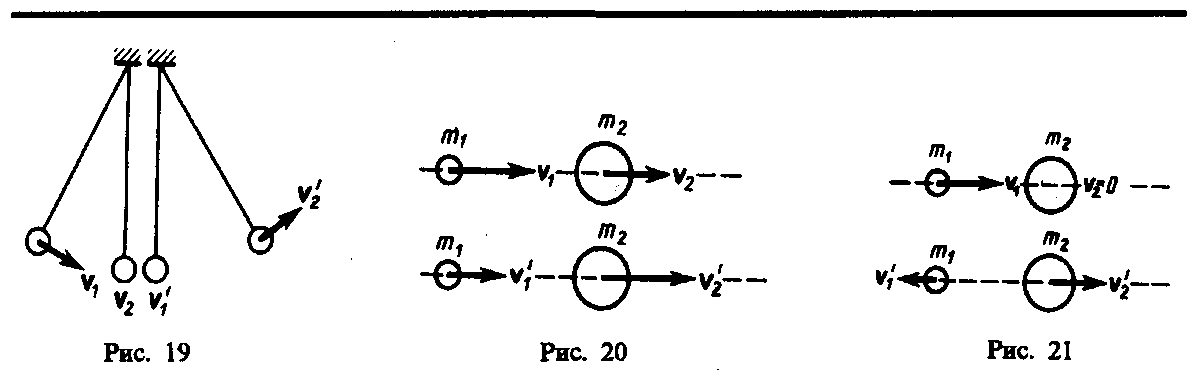 v₁ v₂ v₁′ v₂′
Рис. 19
m₁ m₂
v₁ v₂
m₁ m₂
v₁′ v₂′
Рис. 20
m₁ m₂
v₁ v₂=0
m₁ m₂
v₁′ v₂′
Рис. 21